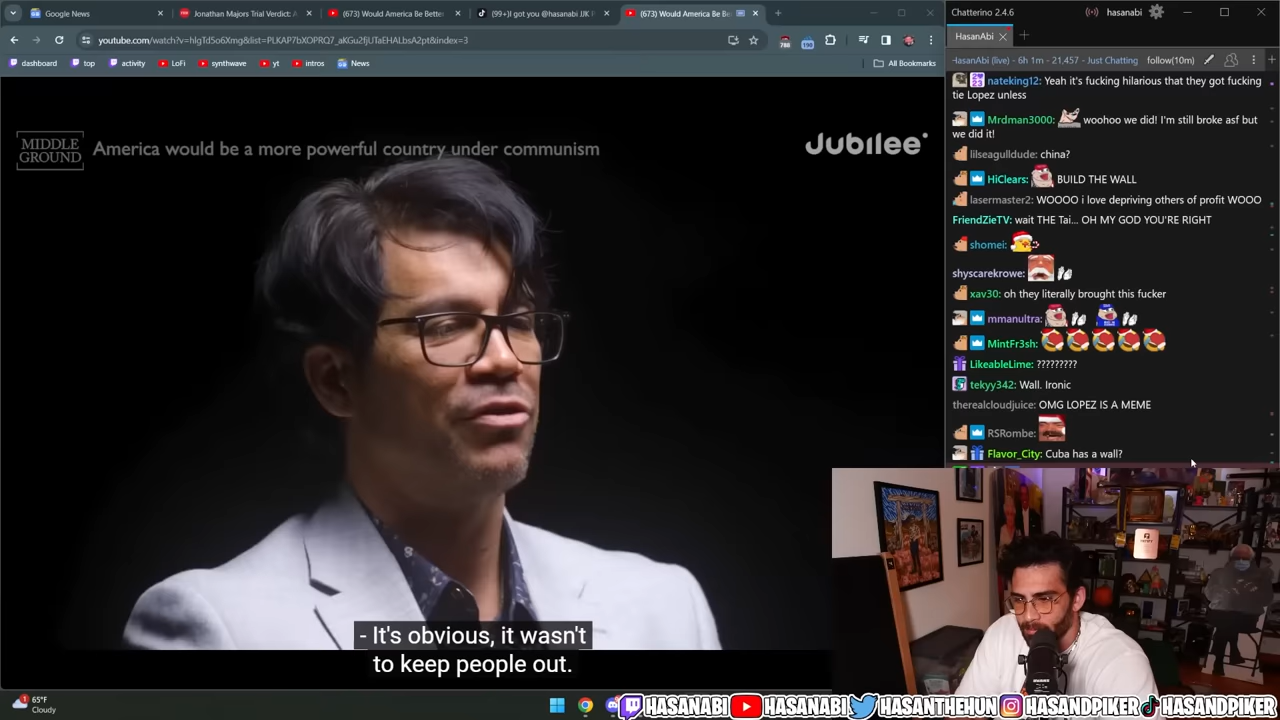 Google News
Jonathan Majors Trial Verdict: A
(673) Would America Be Better
(99+)I got you @hasanabi JJK F
(673) Would America Be Be
youtube.com/watch?v=hlgTd5o6Xmg&list=PLKAP7bXOPRQ7_aKGu2fjUTaEHALbsA2pt&index=3
786
190
dashboard
top
activity
LoFi
synthwave
yt
intros
News
All Bookmarks
MIDDLE
GROUND
America would be a more powerful country under communism
Jubilee
- It's obvious, it wasn't
to keep people out.
Chatterino 2.4.6
hasanabi
HasanAbi
HasanAbi (live) - 6h 1m - 21,457 - Just Chatting
follow(10m)
nateking12: Yeah it's fucking hilarious that they got fucking
tie Lopez unless
Mrdman3000: woohoo we did! I'm still broke asf but
we did it!
lilseagulldude: china?
HiClears: BUILD THE WALL
lasermaster2: WOOOO i love depriving others of profit WOOO
FriendZieTV: wait THE Tai... OH MY GOD YOU'RE RIGHT
shomei:
shyscarekrowe:
xav30: oh they literally brought this fucker
mmanultra:
MintFr3sh:
LikeableLime: ?????????
tekyy342: Wall. Ironic
therealcloudjuice: OMG LOPEZ IS A MEME
RSRombe:
Flavor_City: Cuba has a wall?
1
65°F
Cloudy
HASANABI
HASANABI
HASANTHEHUN
HASANDPIKER
HASANDPIKER